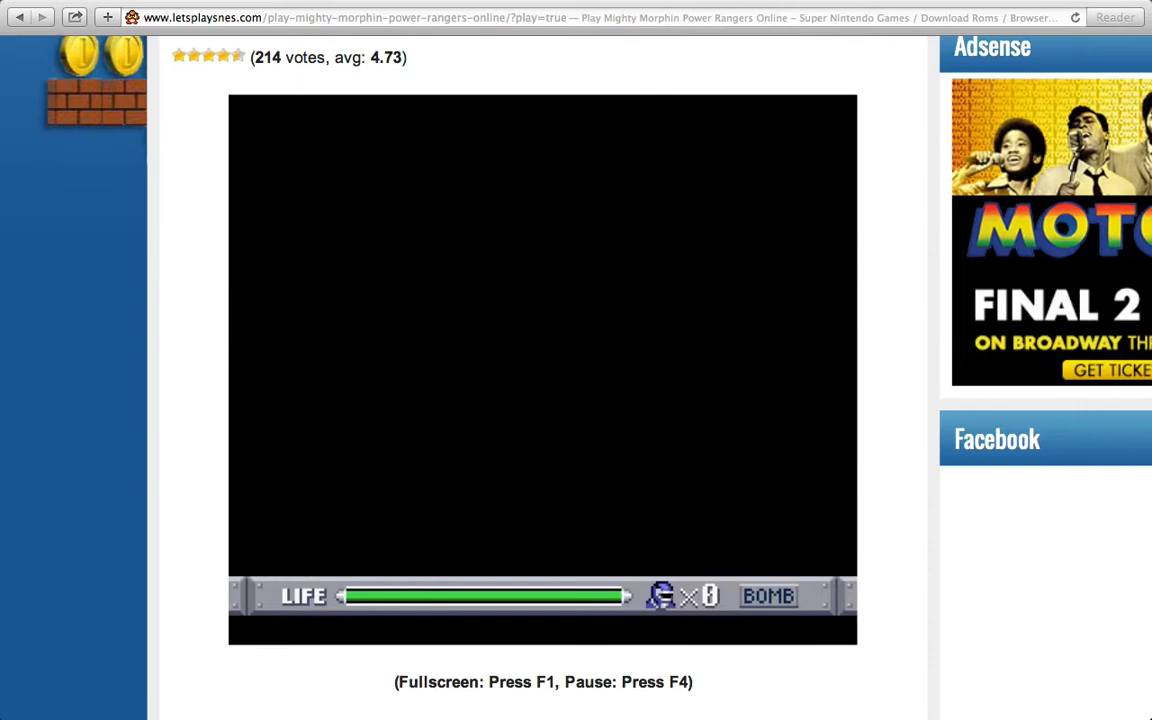 www.letsplaysnes.com/play-mighty-morphin-power-rangers-online/?play=true — Play Mighty Morphin Power Rangers Online – Super Nintendo Games / Download Roms / Browser...
Reader
(214 votes, avg: 4.73)
Adsense
MOT
FINAL 2
ON BROADWAY TH
GET TICKE
Facebook
LIFE
x0
BOMB
(Fullscreen: Press F1, Pause: Press F4)